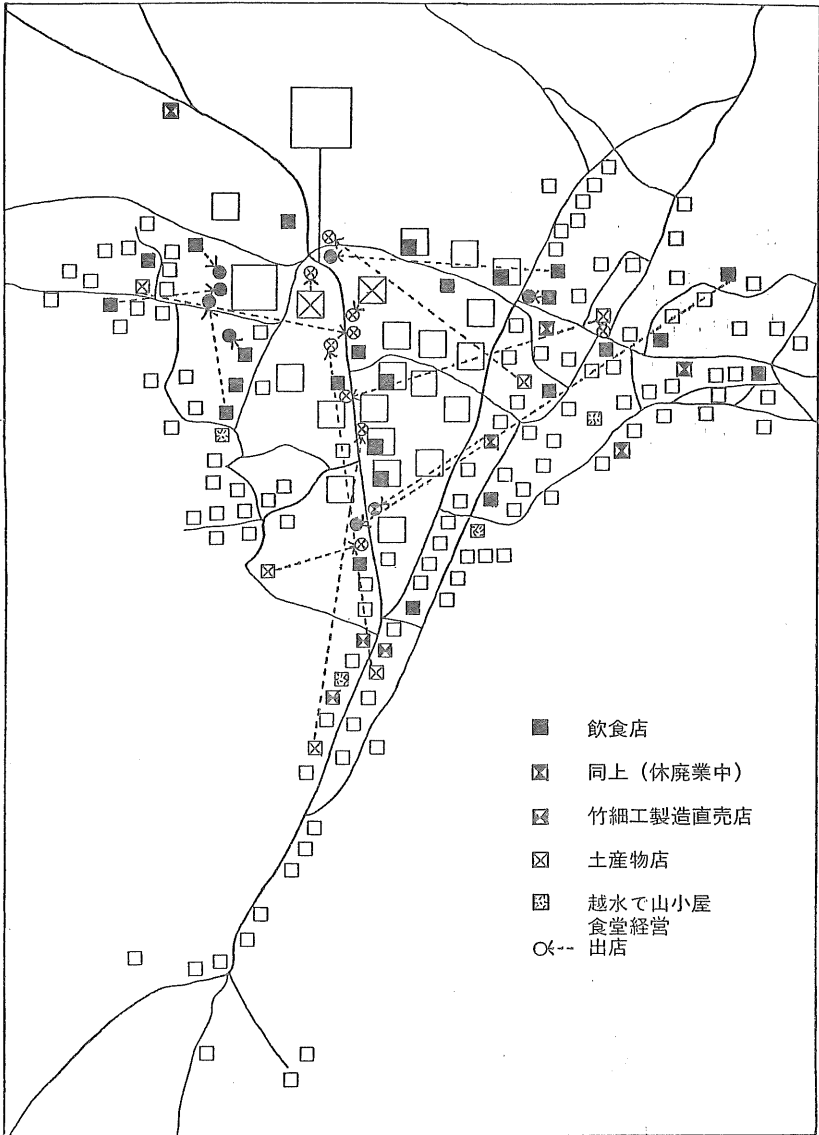 飲食店
同上（休廃業中）
竹細工製造直売店
土産物店
越水で山小屋
食堂経営
出店